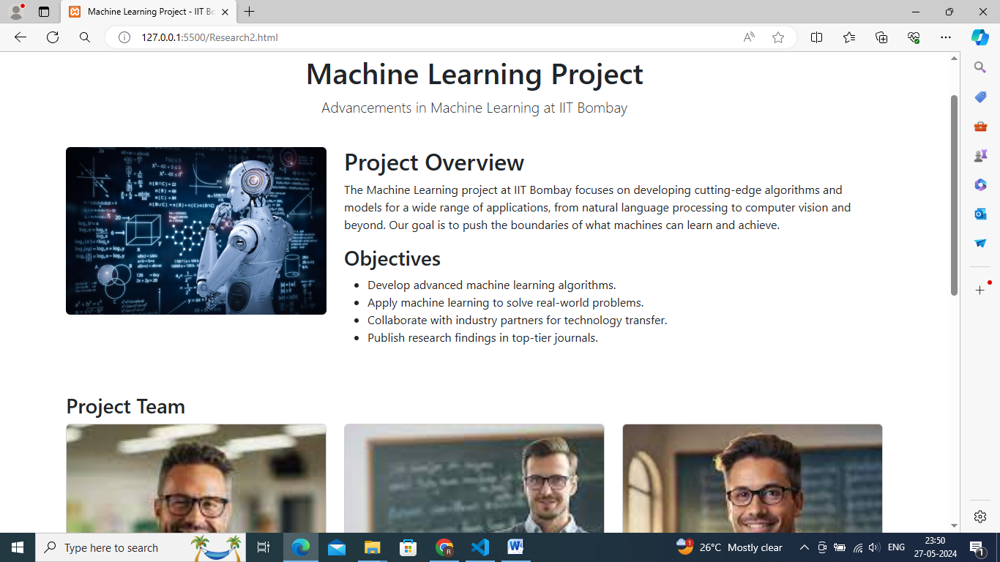 Machine Learning Project - IIT Bo
127.0.0.1:5500/Research2.html
Machine Learning Project
Advancements in Machine Learning at IIT Bombay
Project Overview
The Machine Learning project at IIT Bombay focuses on developing cutting-edge algorithms and
models for a wide range of applications, from natural language processing to computer vision and
beyond. Our goal is to push the boundaries of what machines can learn and achieve.
Objectives
Develop advanced machine learning algorithms.
Apply machine learning to solve real-world problems.
Collaborate with industry partners for technology transfer.
Publish research findings in top-tier journals.
Project Team
Type here to search
1
26°C Mostly clear
ENG
23:50
27-05-2024
1